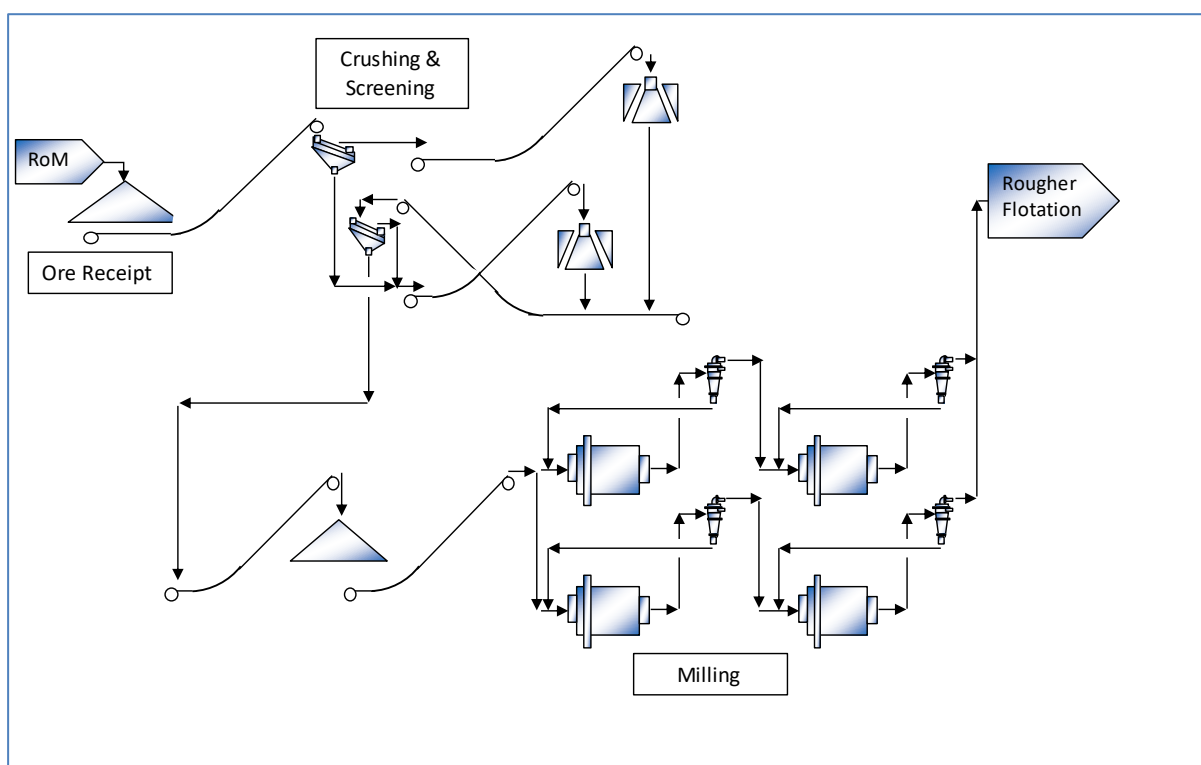 Crushing &
Screening
RoM
Ore Receipt
Rougher
Flotation
Milling